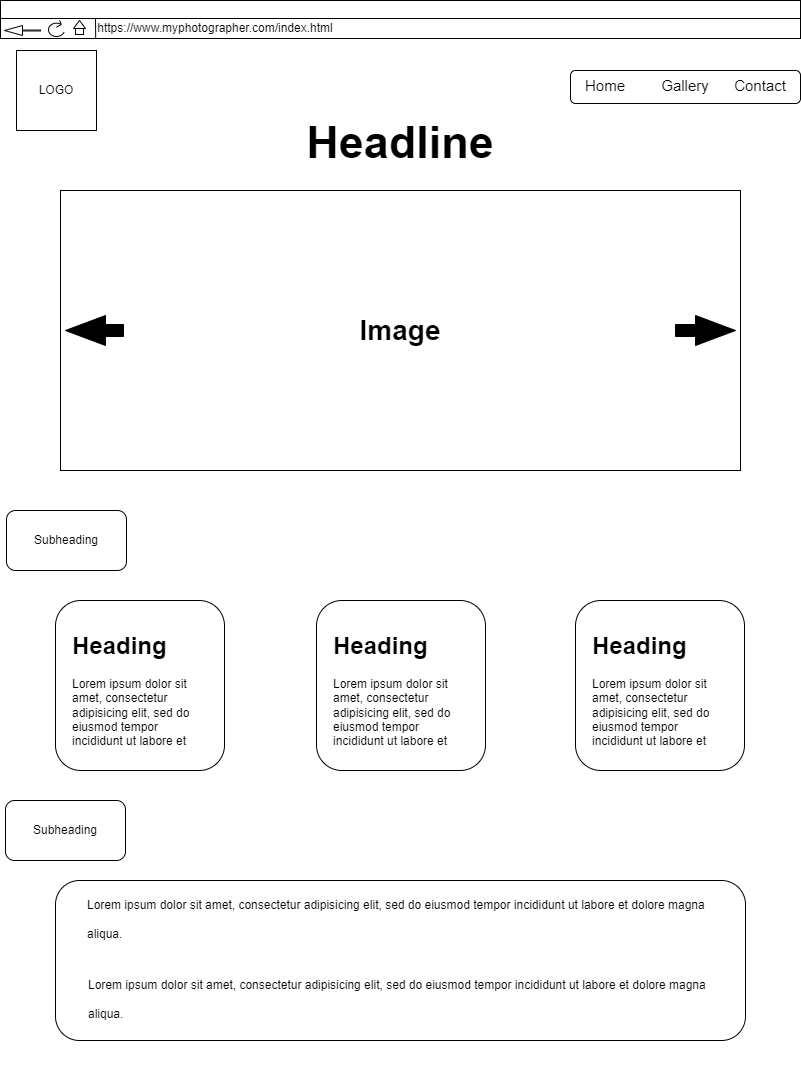 https://www.myphotographer.com/index.html
LOGO
Home Gallery Contact
Headline
Image
Subheading
Heading
Lorem ipsum dolor sit
amet, consectetur
adipisicing elit, sed do
eiusmod tempor
incididunt ut labore et
Heading
Lorem ipsum dolor sit
amet, consectetur
adipisicing elit, sed do
eiusmod tempor
incididunt ut labore et
Heading
Lorem ipsum dolor sit
amet, consectetur
adipisicing elit, sed do
eiusmod tempor
incididunt ut labore et
Subheading
Lorem ipsum dolor sit amet, consectetur adipisicing elit, sed do eiusmod tempor incididunt ut labore et dolore magna
aliqua.
Lorem ipsum dolor sit amet, consectetur adipisicing elit, sed do eiusmod tempor incididunt ut labore et dolore magna
aliqua.